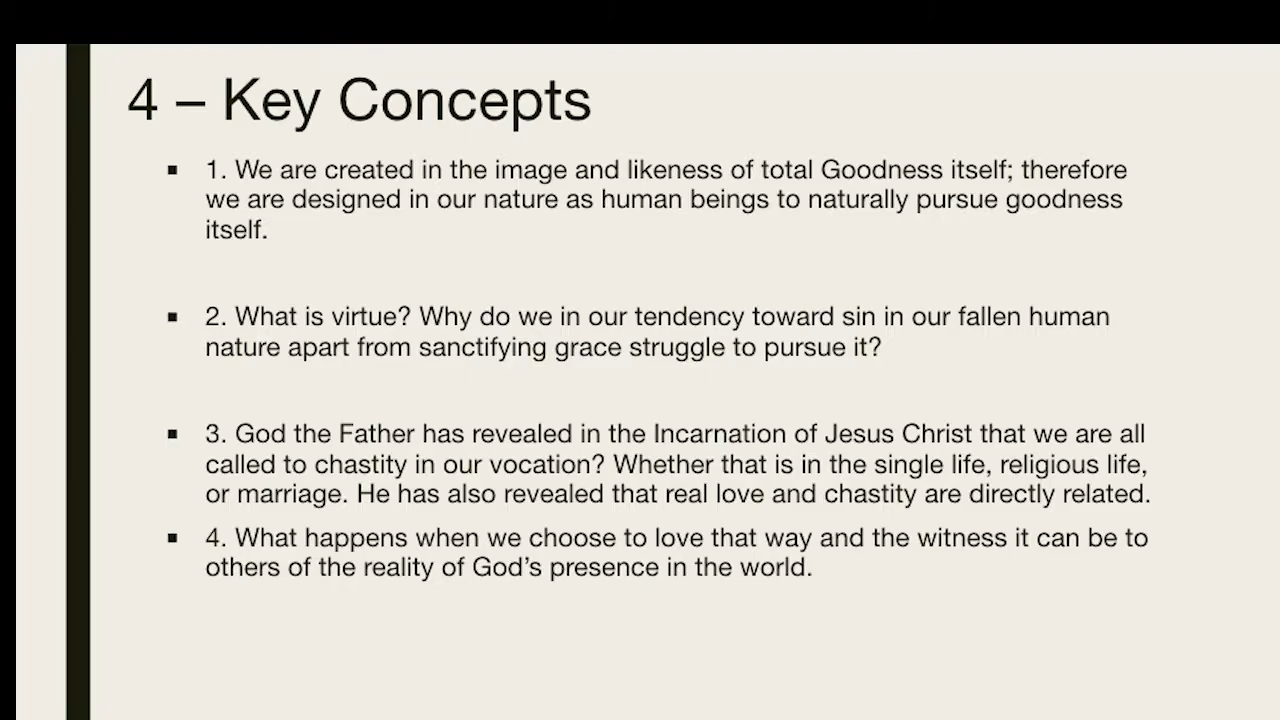 4 – Key Concepts
▪ 1. We are created in the image and likeness of total Goodness itself; therefore
we are designed in our nature as human beings to naturally pursue goodness
itself.
▪ 2. What is virtue? Why do we in our tendency toward sin in our fallen human
nature apart from sanctifying grace struggle to pursue it?
▪ 3. God the Father has revealed in the Incarnation of Jesus Christ that we are all
called to chastity in our vocation? Whether that is in the single life, religious life,
or marriage. He has also revealed that real love and chastity are directly related.
▪ 4. What happens when we choose to love that way and the witness it can be to
others of the reality of God’s presence in the world.